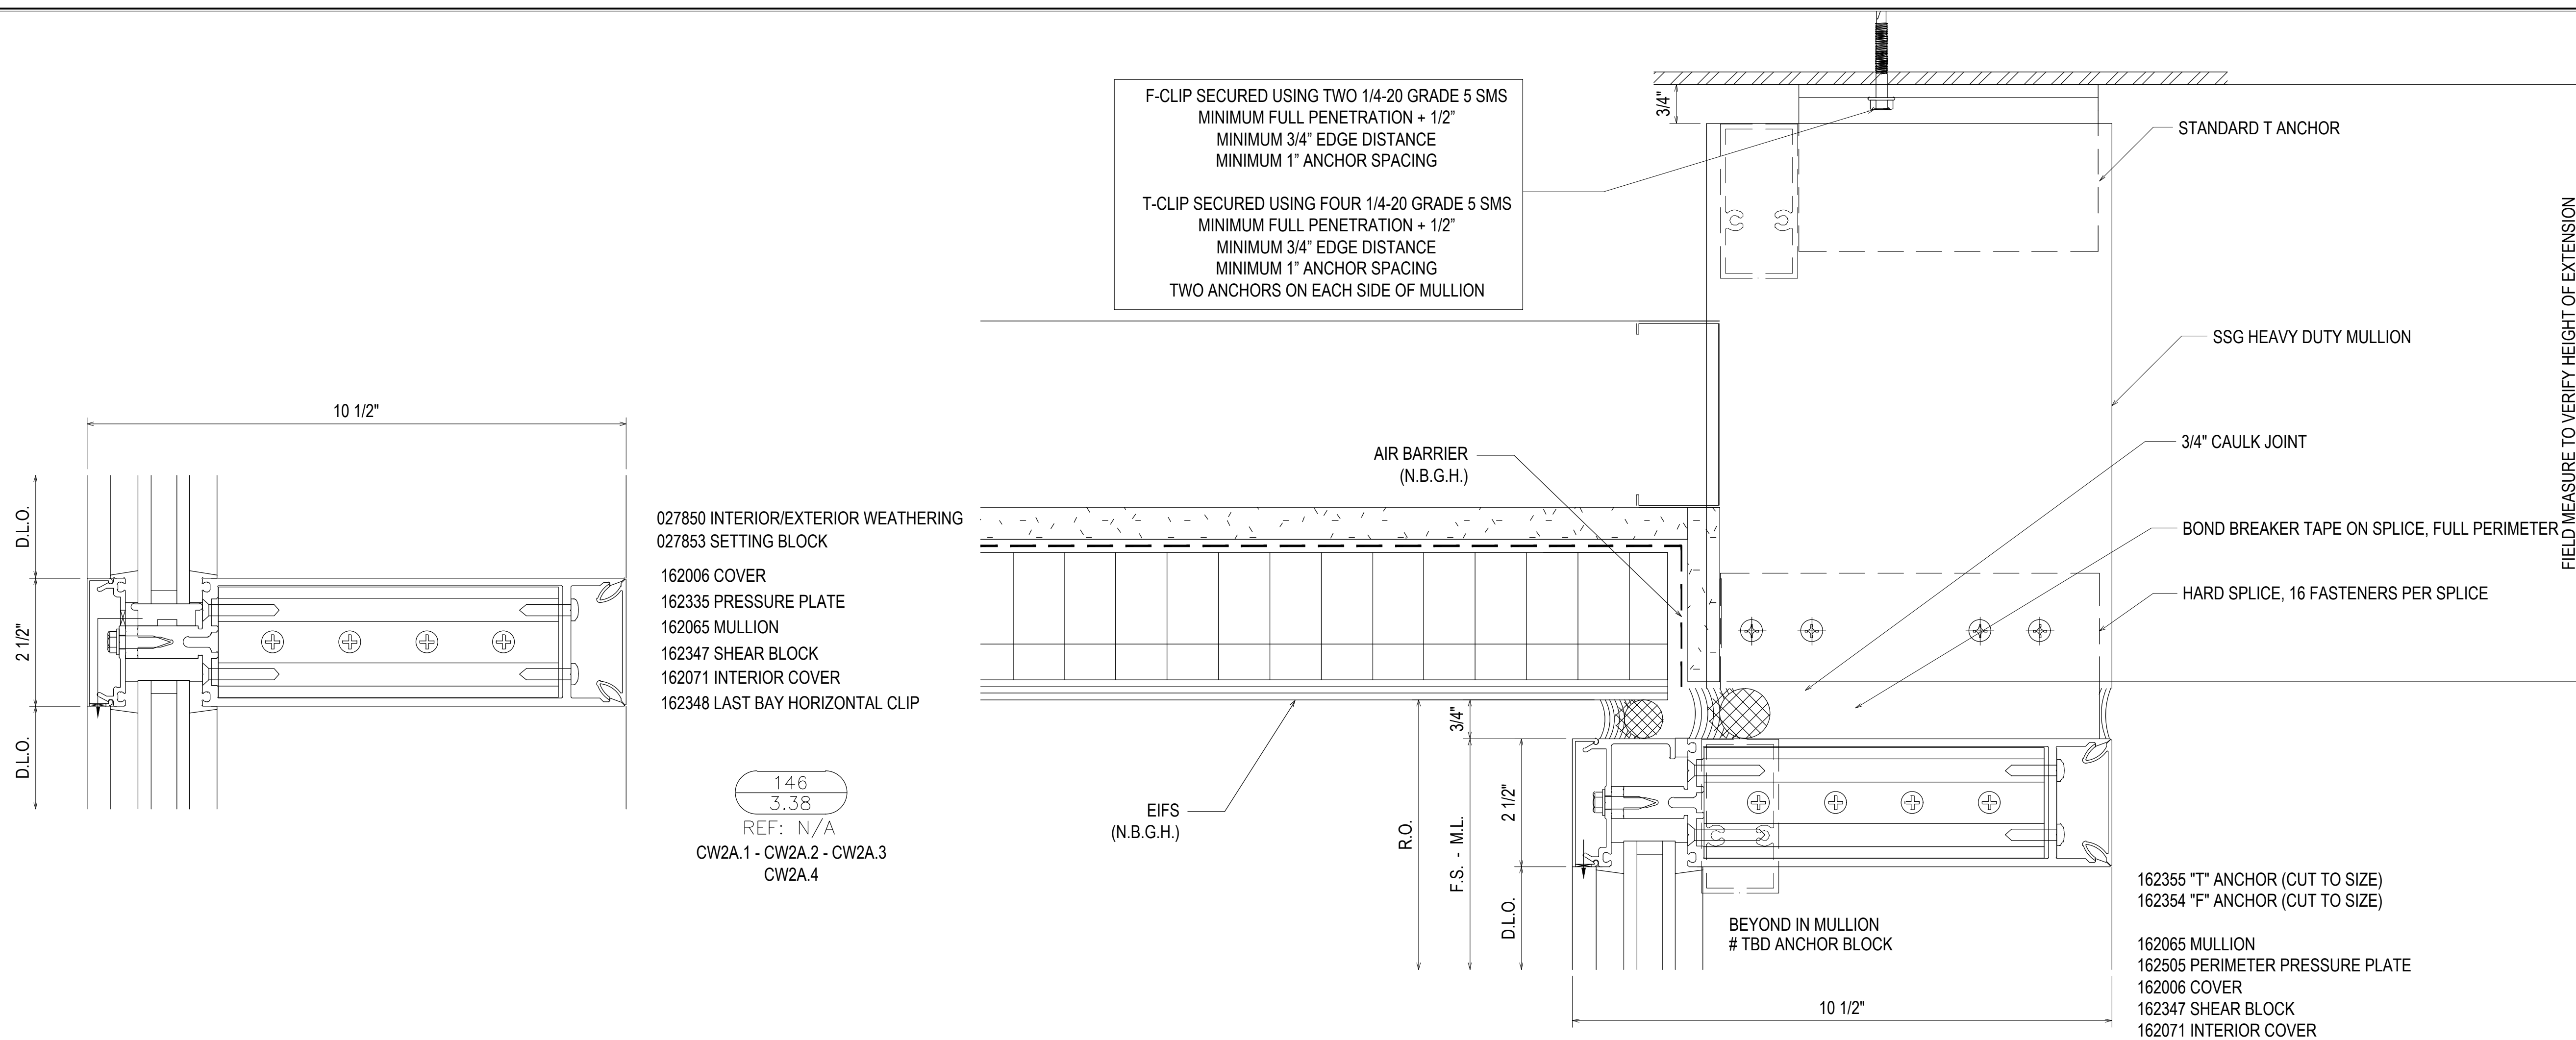 F-CLIP SECURED USING TWO 1/4-20 GRADE 5 SMS
MINIMUM FULL PENETRATION + 1/2”
MINIMUM 3/4” EDGE DISTANCE
MINIMUM 1” ANCHOR SPACING
T-CLIP SECURED USING FOUR 1/4-20 GRADE 5 SMS
MINIMUM FULL PENETRATION + 1/2”
MINIMUM 3/4” EDGE DISTANCE
MINIMUM 1” ANCHOR SPACING
TWO ANCHORS ON EACH SIDE OF MULLION
3/4"
STANDARD T ANCHOR
SSG HEAVY DUTY MULLION
3/4" CAULK JOINT
BOND BREAKER TAPE ON SPLICE, FULL PERIMETER
HARD SPLICE, 16 FASTENERS PER SPLICE
FIELD MEASURE TO VERIFY HEIGHT OF EXTENSION
10 1/2"
D.L.O.
2 1/2"
D.L.O.
027850 INTERIOR/EXTERIOR WEATHERING
027853 SETTING BLOCK
162006 COVER
162335 PRESSURE PLATE
162065 MULLION
162347 SHEAR BLOCK
162071 INTERIOR COVER
162348 LAST BAY HORIZONTAL CLIP
146
3.38
REF: N/A
CW2A.1 - CW2A.2 - CW2A.3
CW2A.4
AIR BARRIER
(N.B.G.H.)
EIFS
(N.B.G.H.)
R.O.
3/4"
F.S. - M.L.
2 1/2"
D.L.O.
BEYOND IN MULLION
# TBD ANCHOR BLOCK
10 1/2"
162355 "T" ANCHOR (CUT TO SIZE)
162354 "F" ANCHOR (CUT TO SIZE)
162065 MULLION
162505 PERIMETER PRESSURE PLATE
162006 COVER
162347 SHEAR BLOCK
162071 INTERIOR COVER